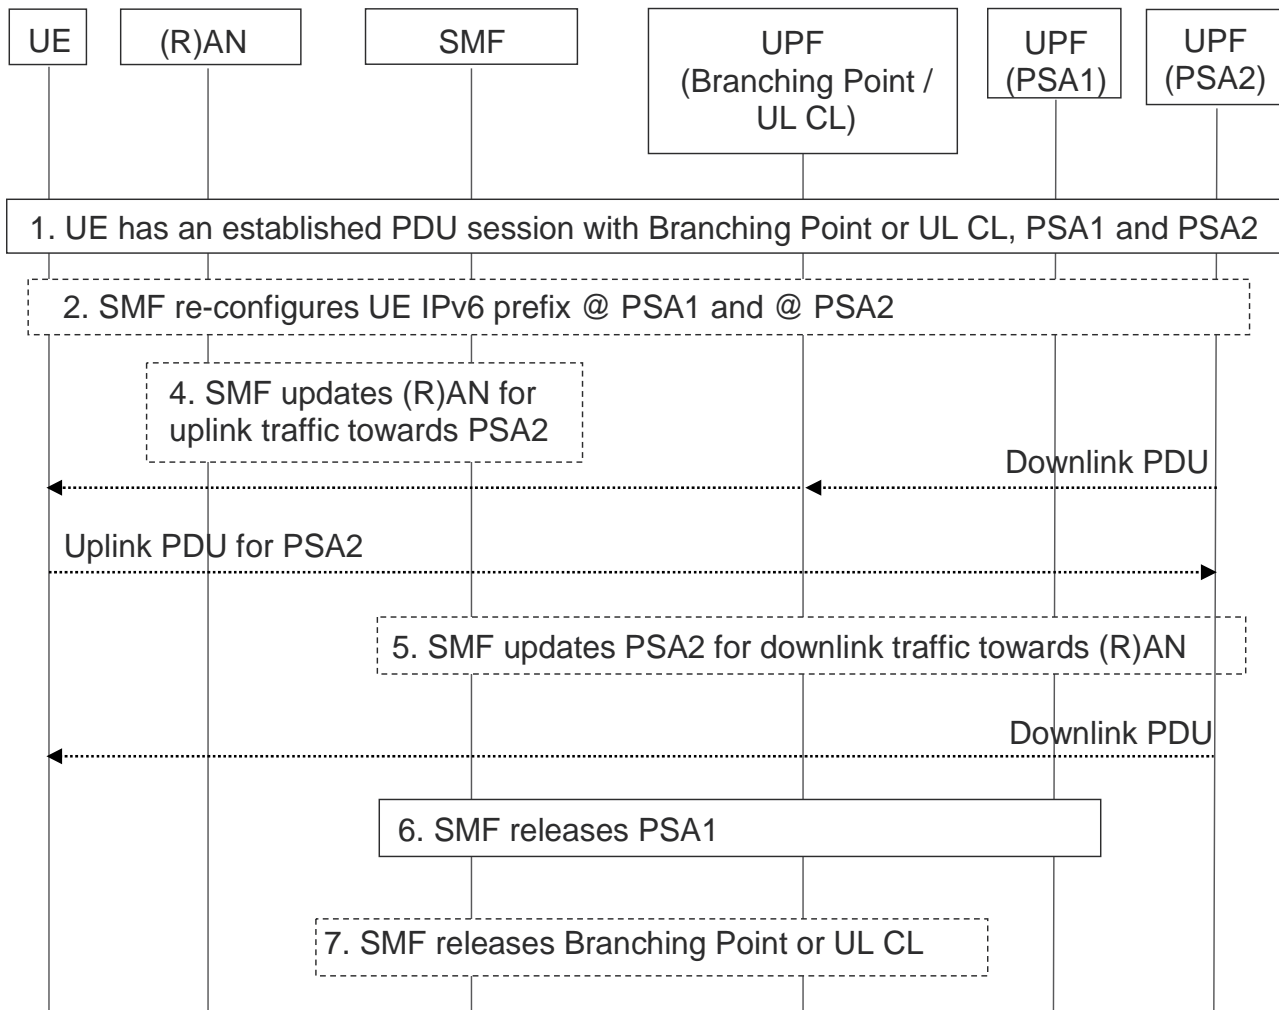 UE
(R)AN
SMF
UPF
(Branching Point /
UL CL)
UPF
(PSA1)
UPF
(PSA2)
1. UE has an established PDU session with Branching Point or UL CL, PSA1 and PSA2
2. SMF re-configures UE IPv6 prefix @ PSA1 and @ PSA2
4. SMF updates (R)AN for
uplink traffic towards PSA2
Downlink PDU
Uplink PDU for PSA2
5. SMF updates PSA2 for downlink traffic towards (R)AN
Downlink PDU
6. SMF releases PSA1
7. SMF releases Branching Point or UL CL